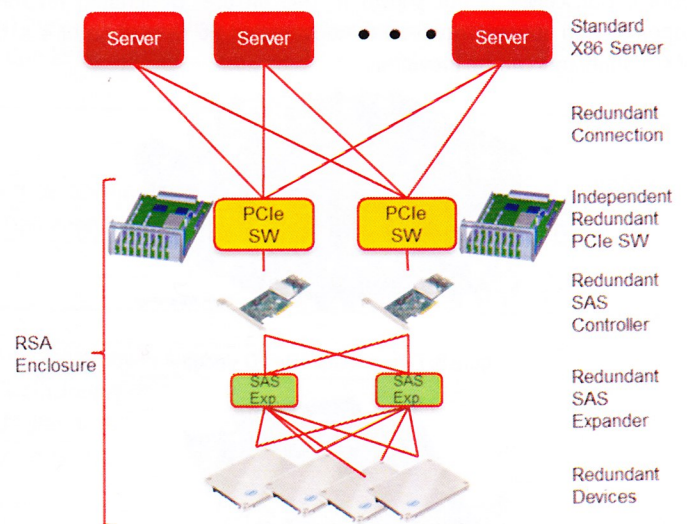 Server
Server
Server
Standard
X86 Server
Redundant
Connection
PCIe
SW
PCIe
SW
Independent
Redundant
PCIe SW
Redundant
SAS
Controller
RSA
Enclosure
SAS
Exp
SAS
Exp
Redundant
SAS
Expander
Redundant
Devices